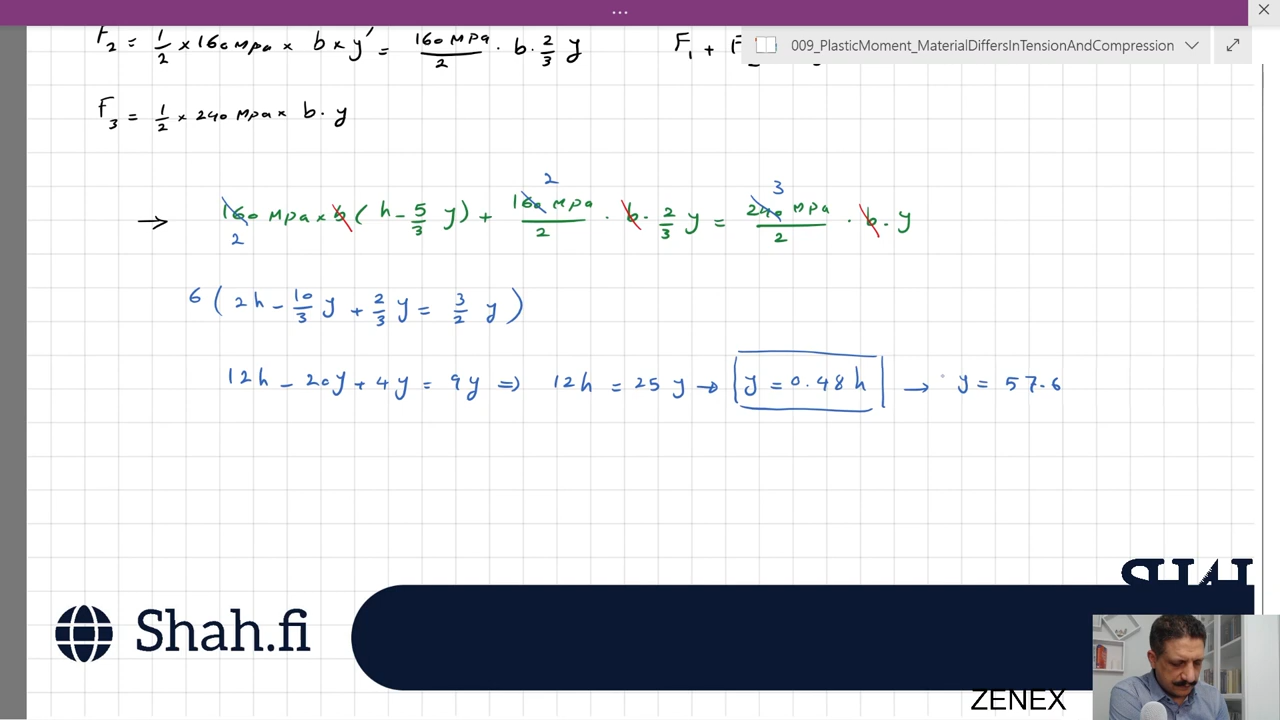 ...
F₂ = 1/2 × 160 MPa × b × y' = 160 MPa/2 · b · 2/3 y F₁ +
009_PlasticMoment_MaterialDiffersInTensionAndCompression
F₃ = 1/2 × 240 MPa × b · y
2 3
→ 160 MPa × b (h - 5/3 y) + 160 MPa/2 · b · 2/3 y = 240 MPa/2 · b · y
2
6 (2h - 10/3 y + 2/3 y = 3/2 y)
12h - 20y + 4y = 9y ⇒ 12h = 25 y → y = 0.48 h → y = 57.6
Shah.fi
ZENEX